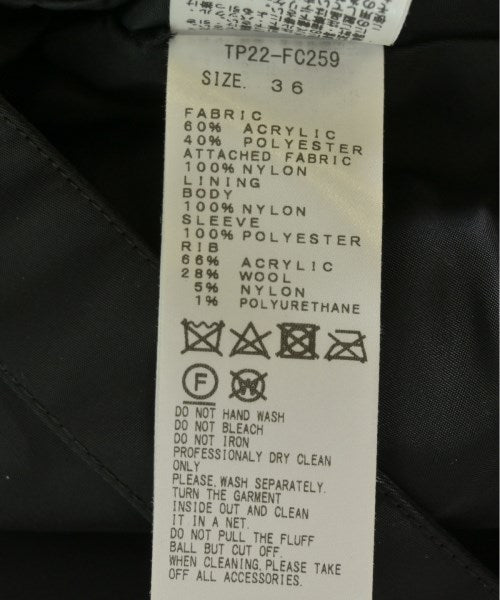 TP22-FC259
SIZE. 36
FABRIC
60% ACRYLIC
40% POLYESTER
ATTACHED FABRIC
100% NYLON
LINING
BODY
100% NYLON
SLEEVE
100% POLYESTER
RIB
66% ACRYLIC
28% WOOL
5% NYLON
1% POLYURETHANE
F
W
DO NOT HAND WASH
DO NOT BLEACH
DO NOT IRON
PROFESSIONALY DRY CLEAN
ONLY
PLEASE,WASH SEPARATELY.
TURN THE GARMENT
INSIDE OUT AND CLEAN
IT IN A NET.
DO NOT PULL THE FLUFF
BALL BUT CUT OFF.
WHEN CLEANING,PLEASE TAKE
OFF ALL ACCESSORIES.